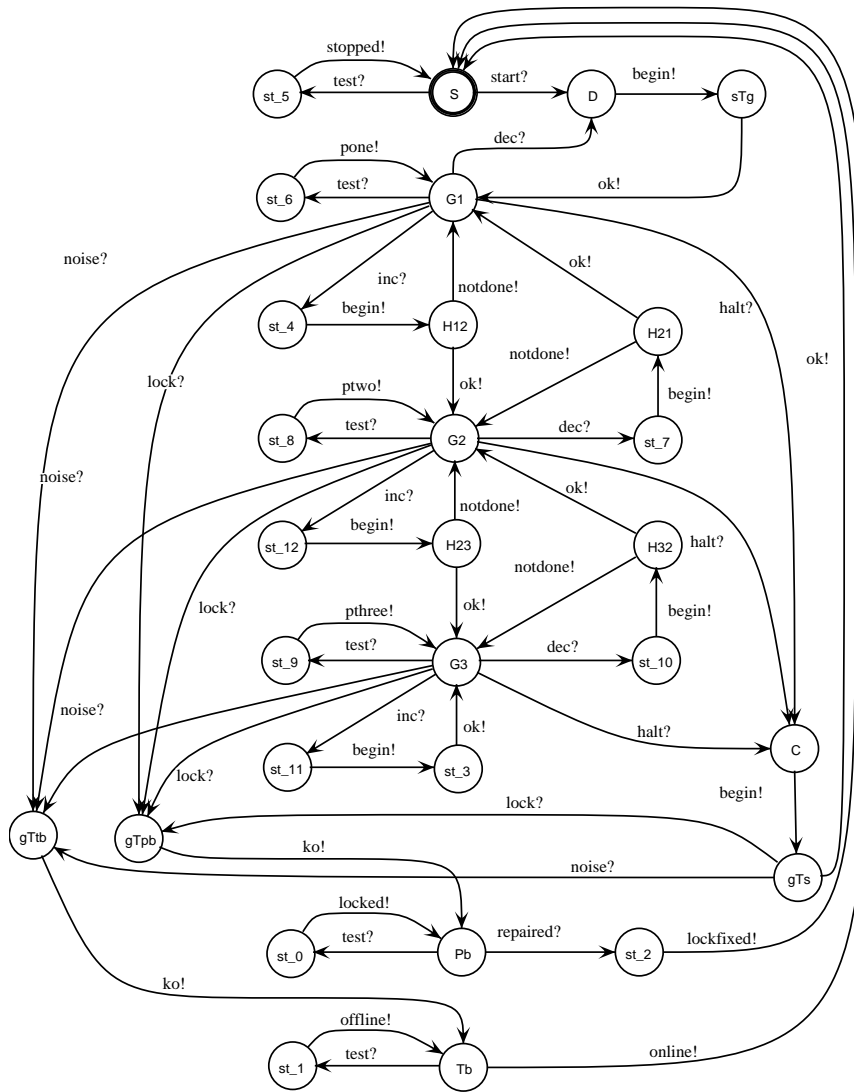 stopped!
test?
start?
begin!
st_5
S
D
sTg
pone!
dec?
test?
ok!
st_6
G1
noise?
inc?
notdone!
ok!
halt?
begin!
st_4
H12
H21
ok!
lock?
notdone!
ptwo!
ok!
begin!
test?
dec?
st_8
G2
st_7
noise?
inc?
notdone!
ok!
begin!
st_12
H23
H32
halt?
notdone!
lock?
pthree!
ok!
begin!
test?
dec?
st_9
G3
st_10
noise?
inc?
ok!
halt?
begin!
lock?
st_11
st_3
C
begin!
lock?
gTtb
gTpb
ko!
noise?
gTs
locked!
test?
repaired?
lockfixed!
st_0
Pb
st_2
ko!
offline!
test?
online!
st_1
Tb